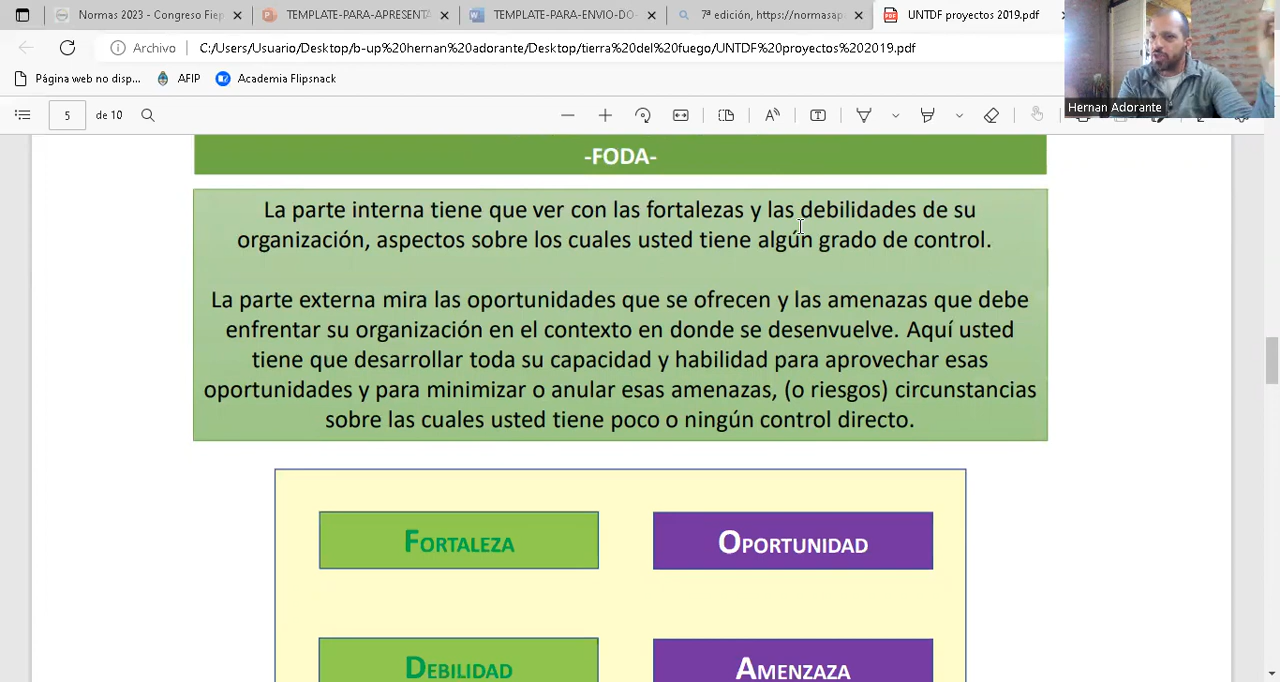 Normas 2023 - Congreso Fiep
TEMPLATE-PARA-APRESENTA
TEMPLATE-PARA-ENVIO-DO-
7ª edición, https://normasapa
UNTDF proyectos 2019.pdf
Archivo C:/Users/Usuario/Desktop/b-up%20hernan%20adorante/Desktop/tierra%20del%20fuego/UNTDF%20proyectos%202019.pdf
Página web no disp...
AFIP
Academia Flipsnack
Hernan Adorante
5 de 10
-FODA-
La parte interna tiene que ver con las fortalezas y las debilidades de su
organización, aspectos sobre los cuales usted tiene algún grado de control.
La parte externa mira las oportunidades que se ofrecen y las amenazas que debe
enfrentar su organización en el contexto en donde se desenvuelve. Aquí usted
tiene que desarrollar toda su capacidad y habilidad para aprovechar esas
oportunidades y para minimizar o anular esas amenazas, (o riesgos) circunstancias
sobre las cuales usted tiene poco o ningún control directo.
FORTALEZA
OPORTUNIDAD
DEBILIDAD
AMENZAZA